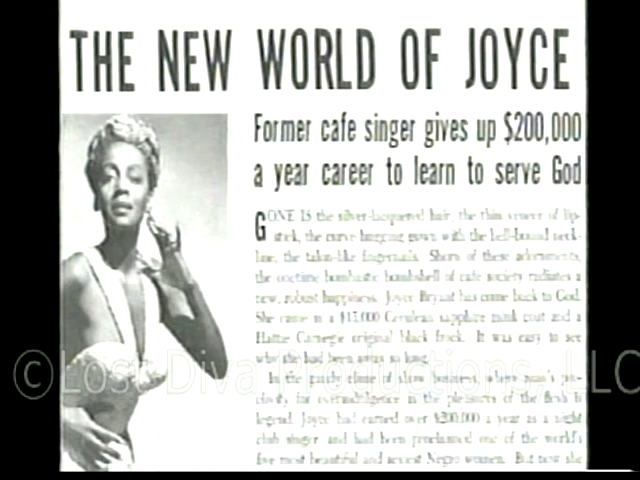 THE NEW WORLD OF JOYCE
Former cafe singer gives up $200,000
a year career to learn to serve God
GONE IS the silver-lacquered hair, the thin veneer of lip-
stick, the curve hugging gown with the hell-bound neck-
line, the talon-like fingernails. Shorn of these adornments,
the onetime bombastic bombshell of cafe society radiates a
new, robust happiness. Joyce Bryant has come back to God.
She came in a $15,000 Cerulean sapphire mink coat and a
Hattie Carnegie original black frock. It was easy to see
why she had been away so long.
In the gaudy clime of show business, where man's pro-
clivity for overindulgence in the pleasures of the flesh is
legend, Joyce had earned over $200,000 a year as a night
club singer and had been proclaimed one of the world's
five most beautiful and sexiest Negro women. But now she
©Lost Diva Productions, LLC